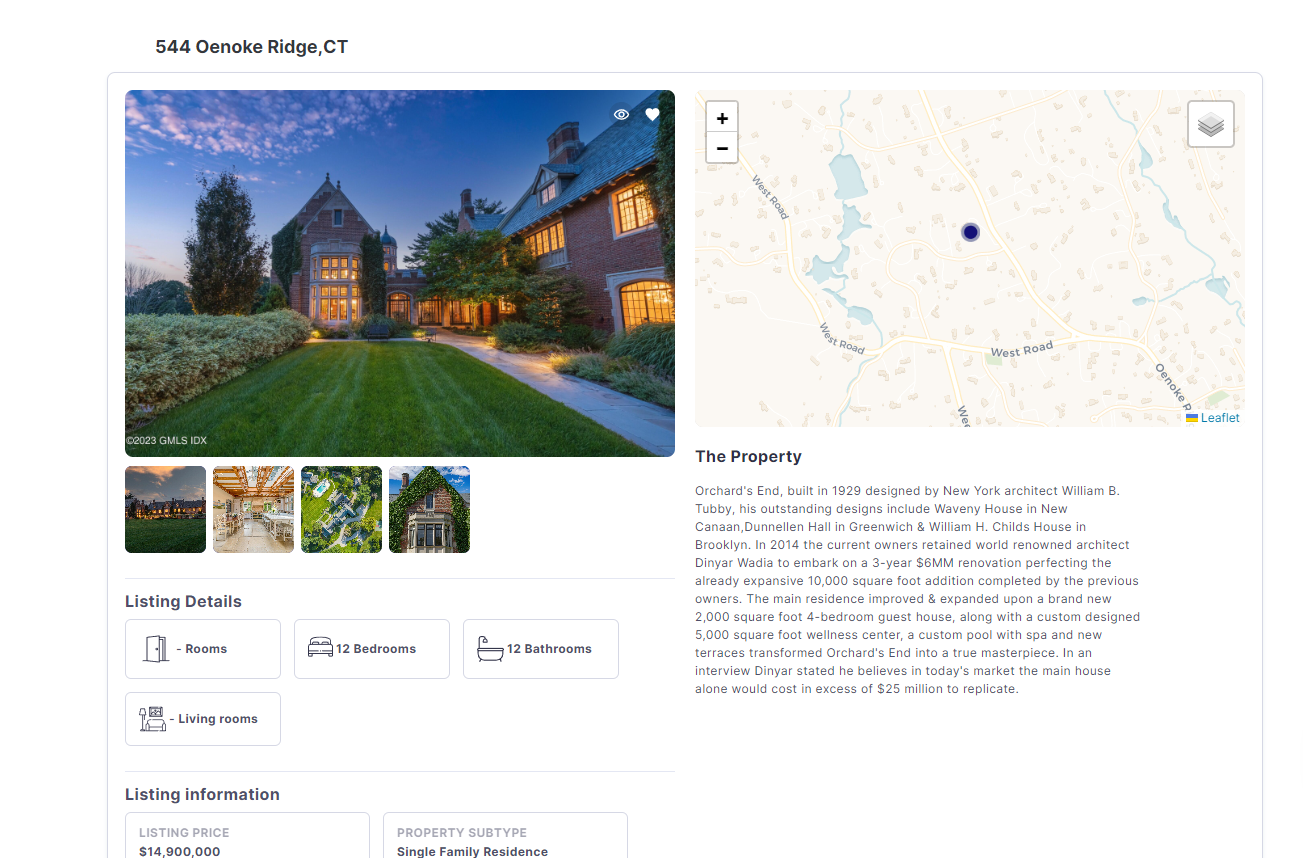 544 Oenoke Ridge,CT
©2023 GMLS IDX
+
−
West Road
West Road
West Road
Oenoke R
Wee
Leaflet
The Property
Orchard's End, built in 1929 designed by New York architect William B.
Tubby, his outstanding designs include Waveny House in New
Canaan,Dunnellen Hall in Greenwich & William H. Childs House in
Brooklyn. In 2014 the current owners retained world renowned architect
Dinyar Wadia to embark on a 3-year $6MM renovation perfecting the
already expansive 10,000 square foot addition completed by the previous
owners. The main residence improved & expanded upon a brand new
2,000 square foot 4-bedroom guest house, along with a custom designed
5,000 square foot wellness center, a custom pool with spa and new
terraces transformed Orchard's End into a true masterpiece. In an
interview Dinyar stated he believes in today's market the main house
alone would cost in excess of $25 million to replicate.
Listing Details
- Rooms
12 Bedrooms
12 Bathrooms
- Living rooms
Listing information
LISTING PRICE
$14,900,000
PROPERTY SUBTYPE
Single Family Residence